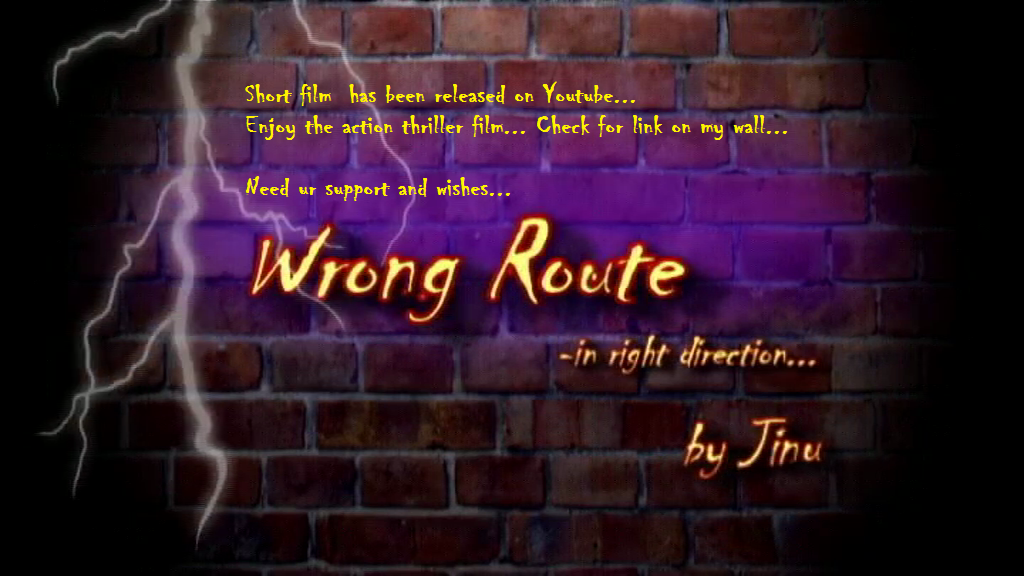 Short film has been released on Youtube...
Enjoy the action thriller film... Check for link on my wall...
Need ur support and wishes...
Wrong Route
-in right direction...
by Jinu